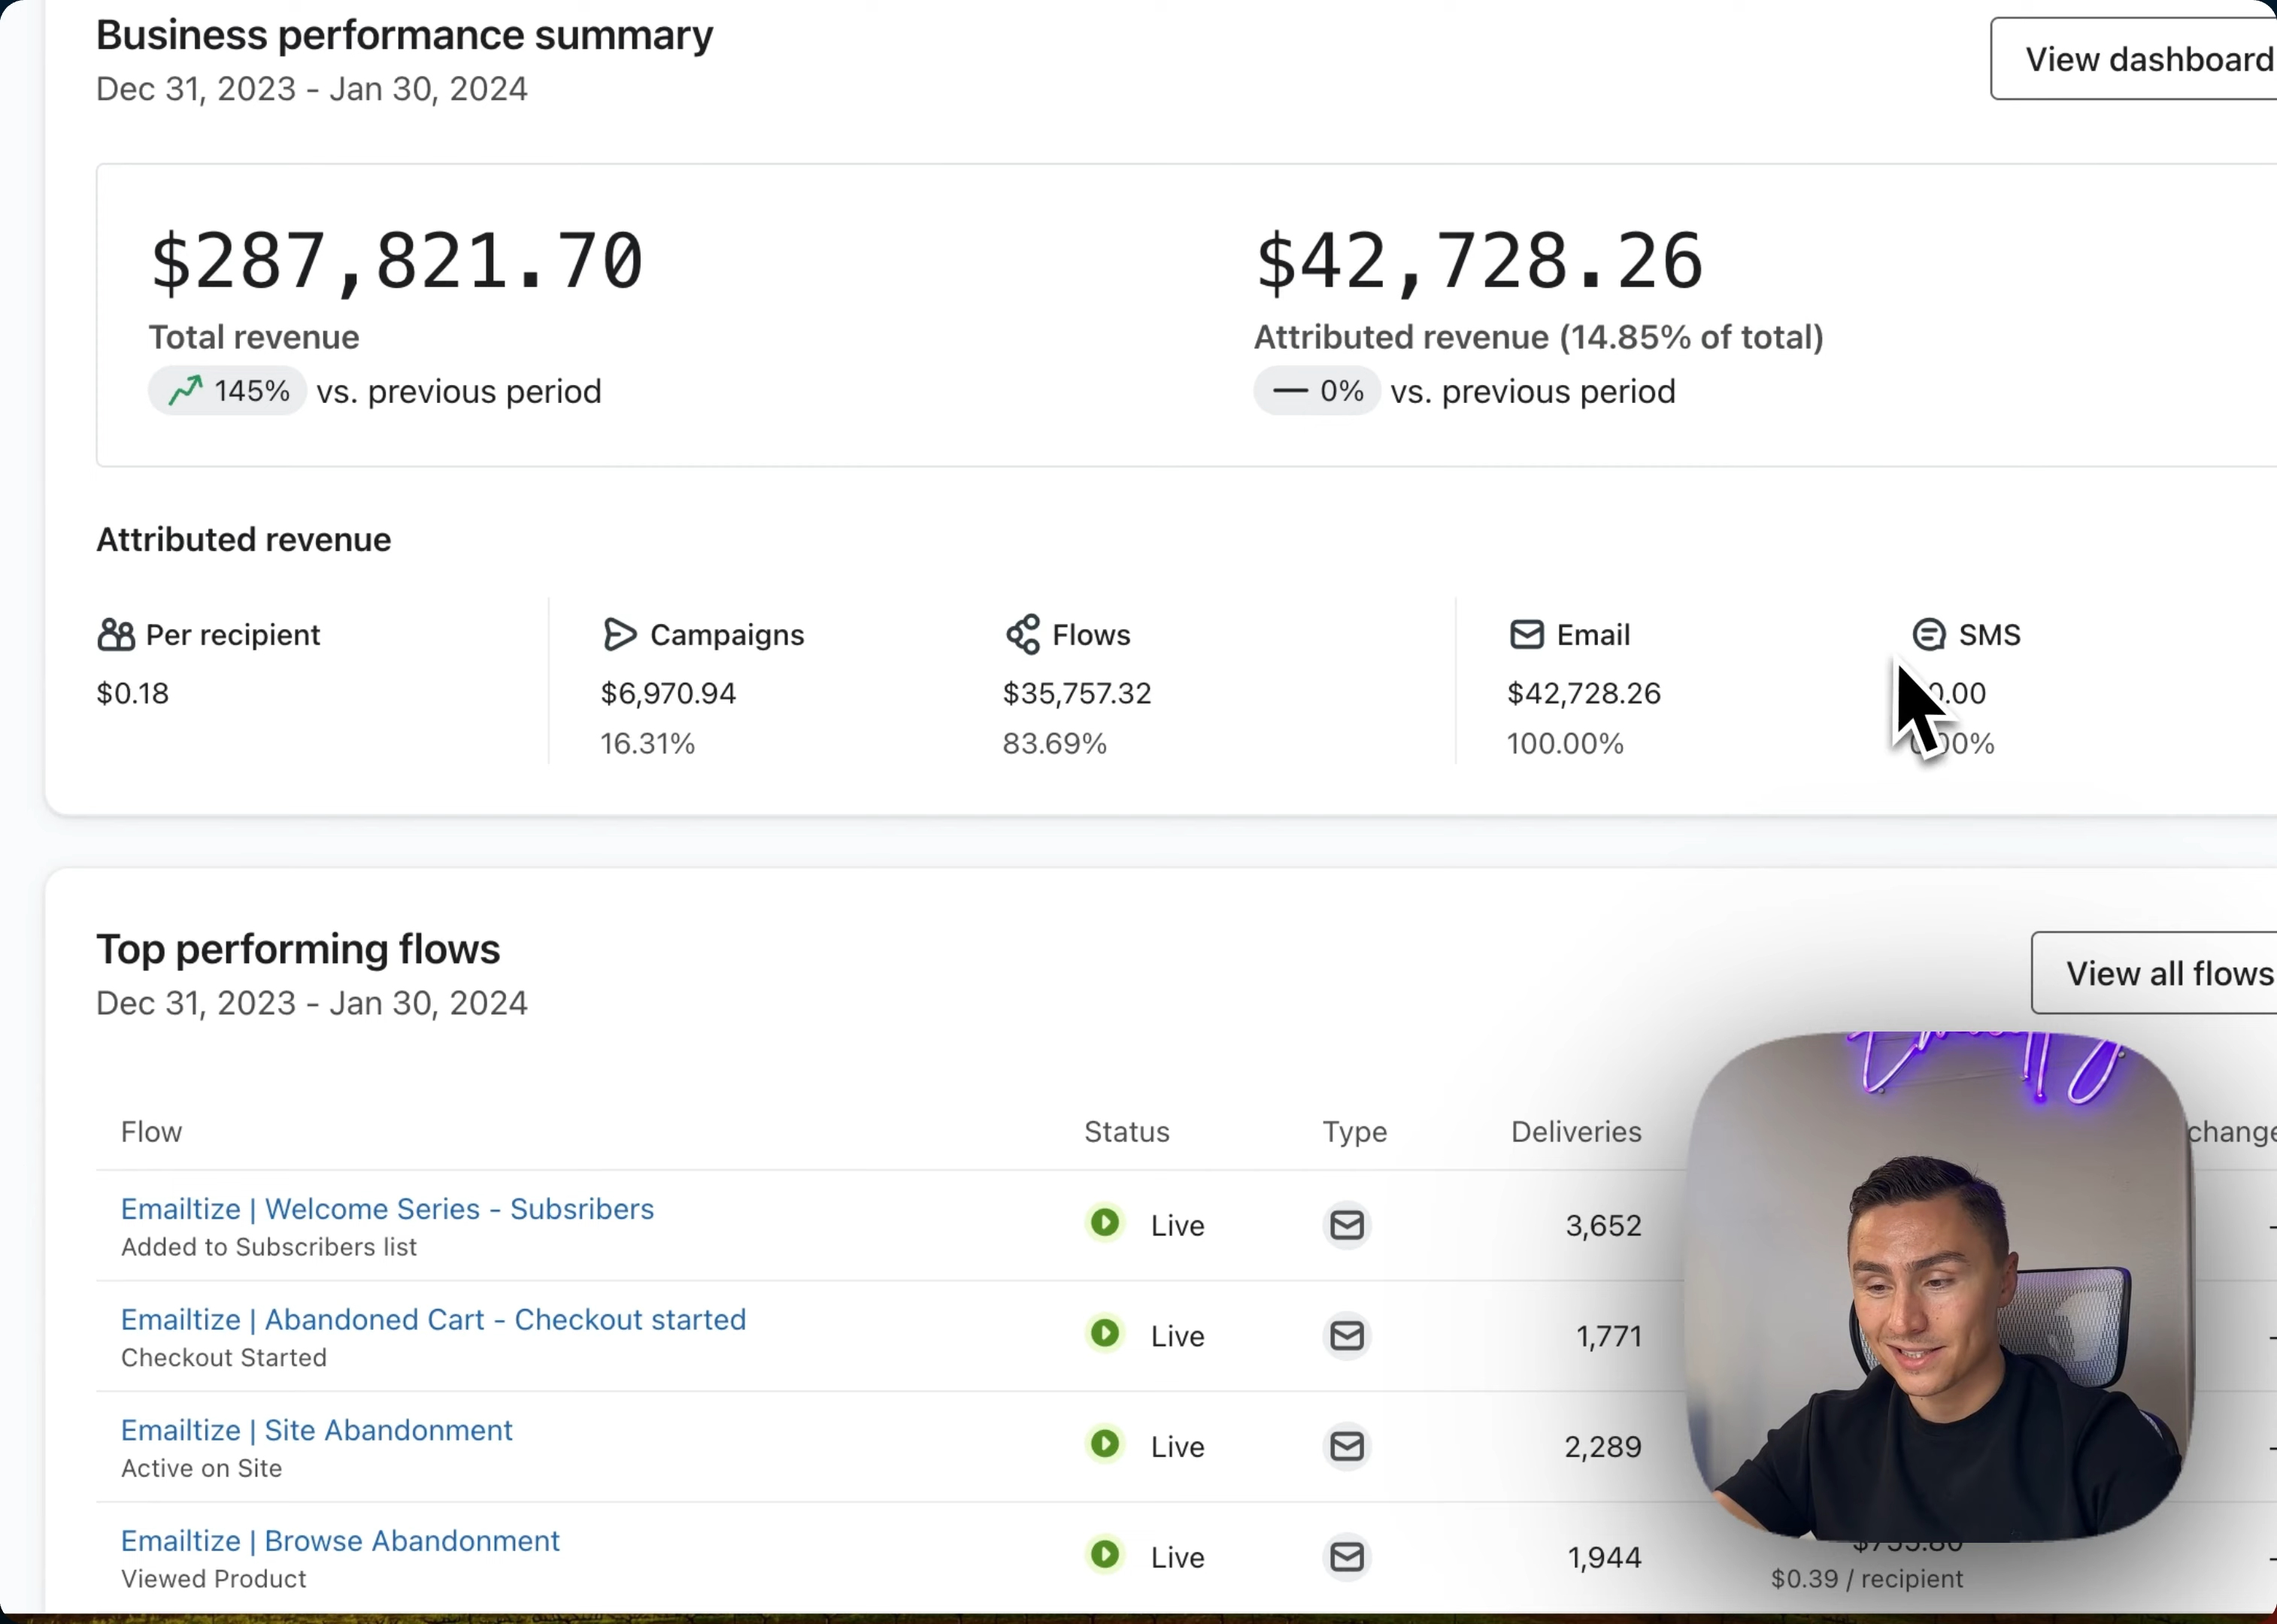 Business performance summary
View dashboard
Dec 31, 2023 - Jan 30, 2024
$287,821.70
$42,728.26
Total revenue
Attributed revenue (14.85% of total)
145% vs. previous period
0% vs. previous period
Attributed revenue
Per recipient
Campaigns
Flows
Email
SMS
$0.18
$6,970.94
$35,757.32
$42,728.26
0.00
16.31%
83.69%
100.00%
00%
Top performing flows
View all flows
Dec 31, 2023 - Jan 30, 2024
Flow
Status
Type
Deliveries
change
Emailtize | Welcome Series - Subsribers
Added to Subscribers list
Live
3,652
Emailtize | Abandoned Cart - Checkout started
Checkout Started
Live
1,771
Emailtize | Site Abandonment
Active on Site
Live
2,289
Emailtize | Browse Abandonment
Viewed Product
Live
1,944
$0.39 / recipient